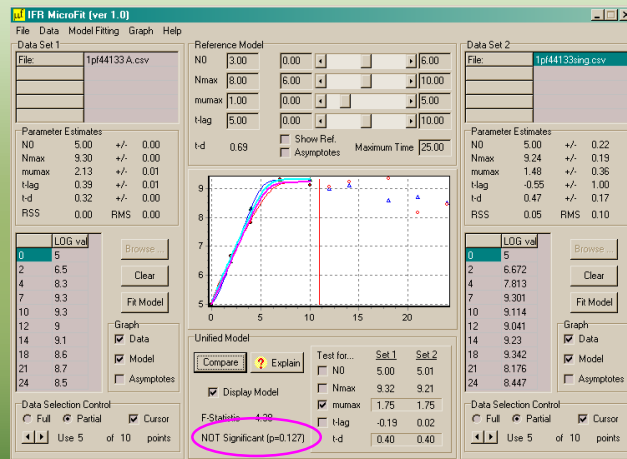 µf IFR MicroFit (ver 1.0)
File Data Model Fitting Graph Help
Data Set 1
File: 1pf44133 A.csv
Parameter Estimates
N0 5.00 +/- 0.00
Nmax 9.30 +/- 0.00
mumax 2.13 +/- 0.01
t-lag 0.39 +/- 0.01
t-d 0.32 +/- 0.00
RSS 0.00 RMS 0.00
LOG val
0 5
2 6.5
4 8.3
7 9.3
10 9.3
12 9
14 9.1
18 8.6
21 8.7
24 8.5
Browse ...
Clear
Fit Model
Graph
Data
Model
Asymptotes
Data Selection Control
Full Partial Cursor
Use 5 of 10 points
Reference Model
N0 3.00 0.00 6.00
Nmax 8.00 6.00 10.00
mumax 1.00 0.00 5.00
t-lag 5.00 0.00 10.00
t-d 0.69 Show Ref. Asymptotes Maximum Time 25.00
9
8
7
6
5
0 5 10 15 20
Unified Model
Compare ? Explain
Display Model
F-Statistic 4.38
NOT Significant (p=0.127)
Test for... Set 1 Set 2
N0 5.00 5.01
Nmax 9.32 9.21
mumax 1.75 1.75
t-lag -0.19 0.02
t-d 0.40 0.40
Data Set 2
File: 1pf44133sing.csv
Parameter Estimates
N0 5.00 +/- 0.22
Nmax 9.24 +/- 0.19
mumax 1.48 +/- 0.36
t-lag -0.55 +/- 1.00
t-d 0.47 +/- 0.17
RSS 0.05 RMS 0.10
LOG val
0 5
2 6.672
4 7.813
7 9.301
10 9.114
12 9.041
14 9.23
18 9.342
21 8.176
24 8.447
Browse ...
Clear
Fit Model
Graph
Data
Model
Asymptotes
Data Selection Control
Full Partial Cursor
Use 5 of 10 points